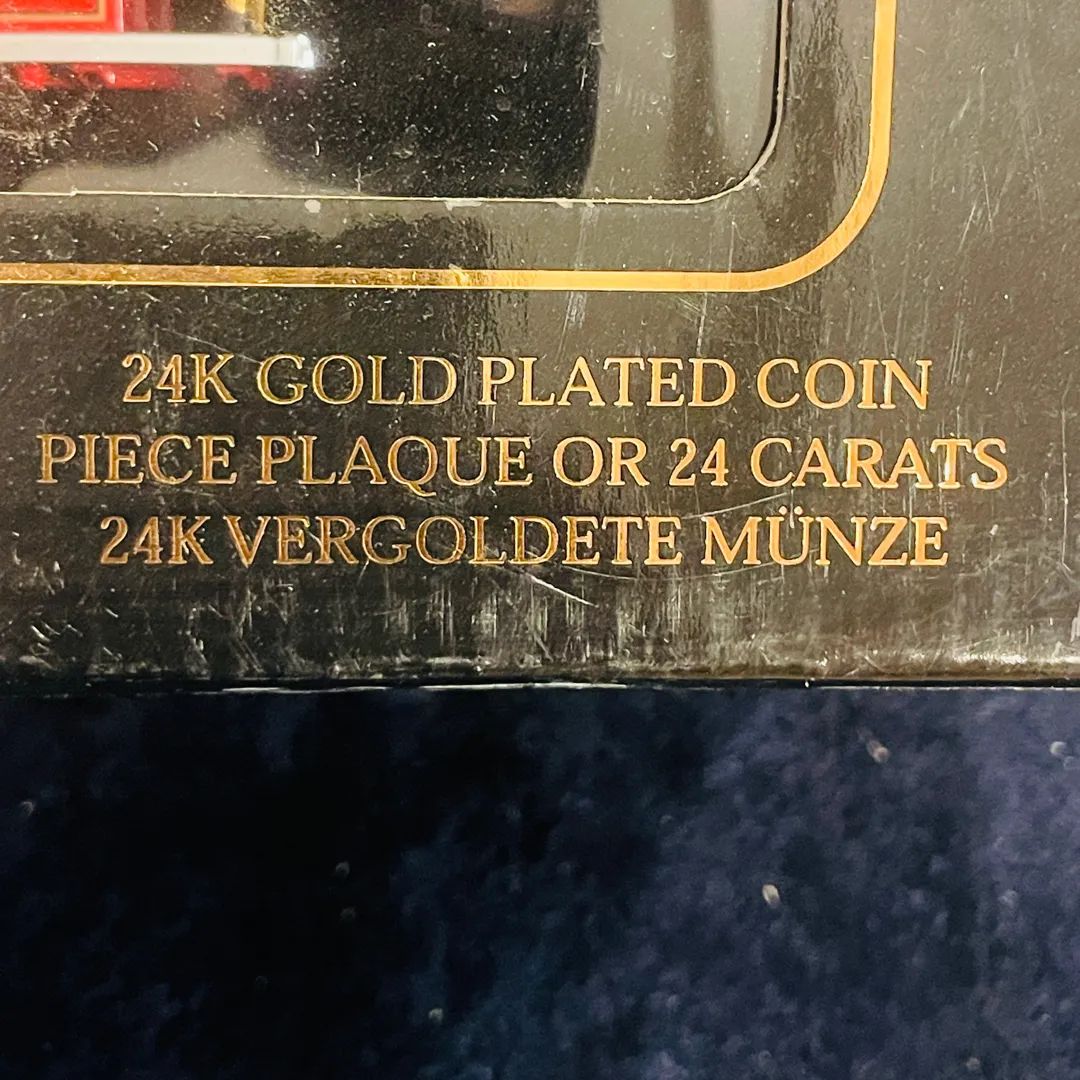 24K GOLD PLATED COIN
PIECE PLAQUE OR 24 CARATS
24K VERGOLDETE MÜNZE